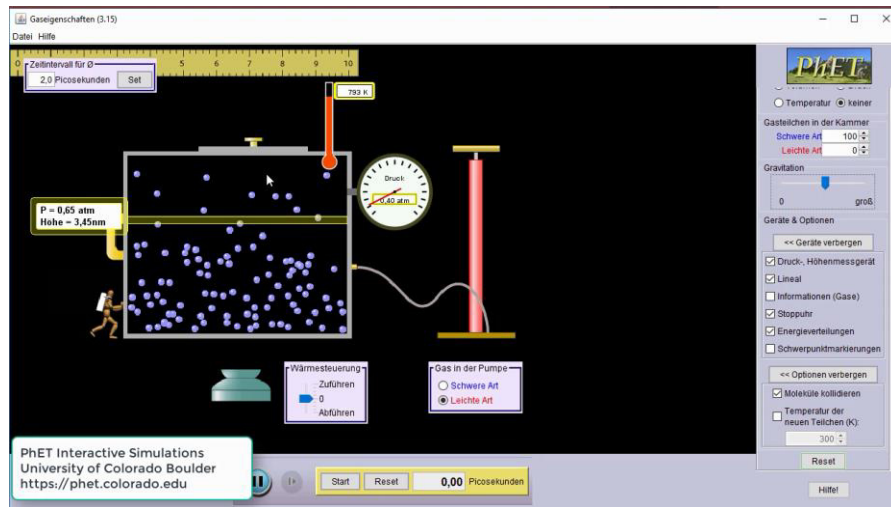 Gaseigenschaften (3.15)
Datei Hilfe
0 5 6 7 8 9 10
Zeitintervall für Ø
2,0 Picosekunden Set
793 K
PhET
Temperatur keiner
Gasteilchen in der Kammer
Schwere Art 100
Leichte Art 0
Gravitation
0 groß
Geräte & Optionen
<< Geräte verbergen
Druck-, Höhenmessgerät
Lineal
Informationen (Gase)
Stoppuhr
Energieverteilungen
Schwerpunktmarkierungen
<< Optionen verbergen
Moleküle kollidieren
Temperatur der
neuen Teilchen (K):
300
Reset
Hilfe!
Druck
0,40 atm
P = 0,65 atm
Höhe = 3,45nm
Wärmesteuerung
Zuführen
0
Abführen
Gas in der Pumpe
Schwere Art
Leichte Art
PhET Interactive Simulations
University of Colorado Boulder
https://phet.colorado.edu
Start Reset 0,00 Picosekunden